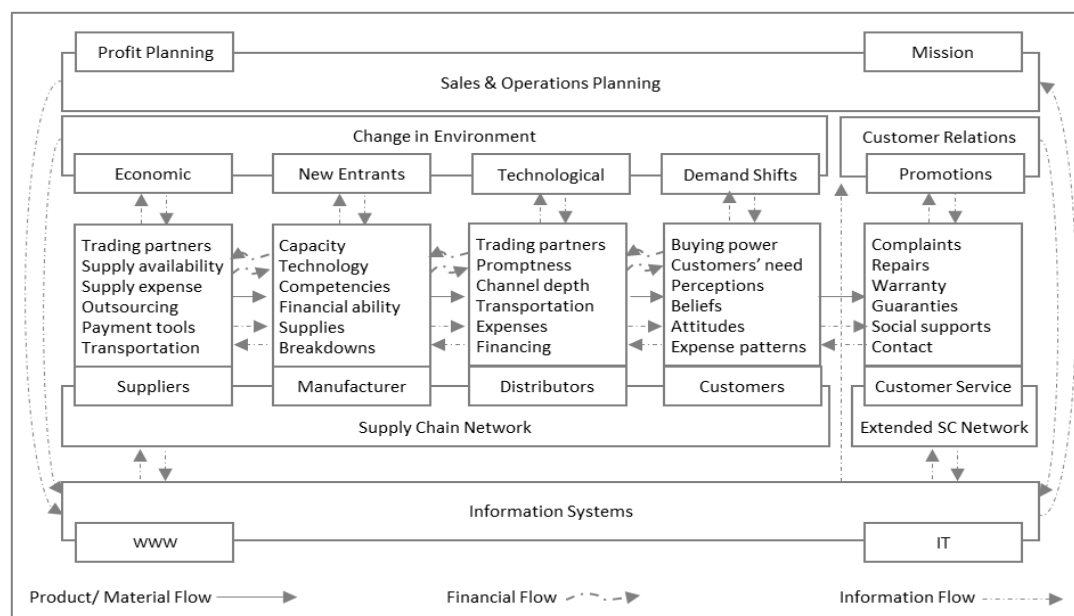 Profit Planning
Mission
Sales & Operations Planning
Change in Environment
Customer Relations
Economic
New Entrants
Technological
Demand Shifts
Promotions
Trading partners
Supply availability
Supply expense
Outsourcing
Payment tools
Transportation
Capacity
Technology
Competencies
Financial ability
Supplies
Breakdowns
Trading partners
Promptness
Channel depth
Transportation
Expenses
Financing
Buying power
Customers’ need
Perceptions
Beliefs
Attitudes
Expense patterns
Complaints
Repairs
Warranty
Guaranties
Social supports
Contact
Suppliers
Manufacturer
Distributors
Customers
Customer Service
Supply Chain Network
Extended SC Network
Information Systems
WWW
IT
Product/ Material Flow
Financial Flow
Information Flow